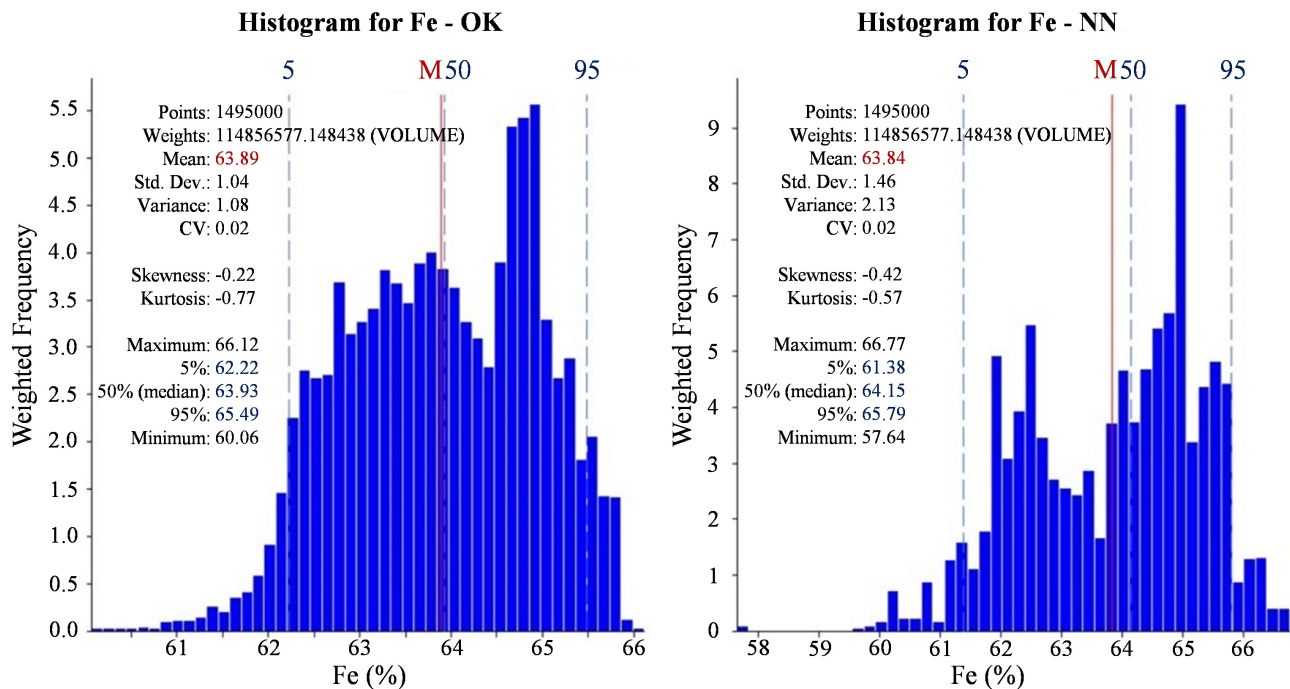 Histogram for Fe - OK
5 M 50 95
Weighted Frequency
5.5
5.0
4.5
4.0
3.5
3.0
2.5
2.0
1.5
1.0
0.5
0.0
Points: 1495000
Weights: 114856577.148438 (VOLUME)
Mean: 63.89
Std. Dev.: 1.04
Variance: 1.08
CV: 0.02
Skewness: -0.22
Kurtosis: -0.77
Maximum: 66.12
5%: 62.22
50% (median): 63.93
95%: 65.49
Minimum: 60.06
61 62 63 64 65 66
Fe (%)
Histogram for Fe - NN
5 M 50 95
Weighted Frequency
9
8
7
6
5
4
3
2
1
0
Points: 1495000
Weights: 114856577.148438 (VOLUME)
Mean: 63.84
Std. Dev.: 1.46
Variance: 2.13
CV: 0.02
Skewness: -0.42
Kurtosis: -0.57
Maximum: 66.77
5%: 61.38
50% (median): 64.15
95%: 65.79
Minimum: 57.64
58 59 60 61 62 63 64 65 66
Fe (%)